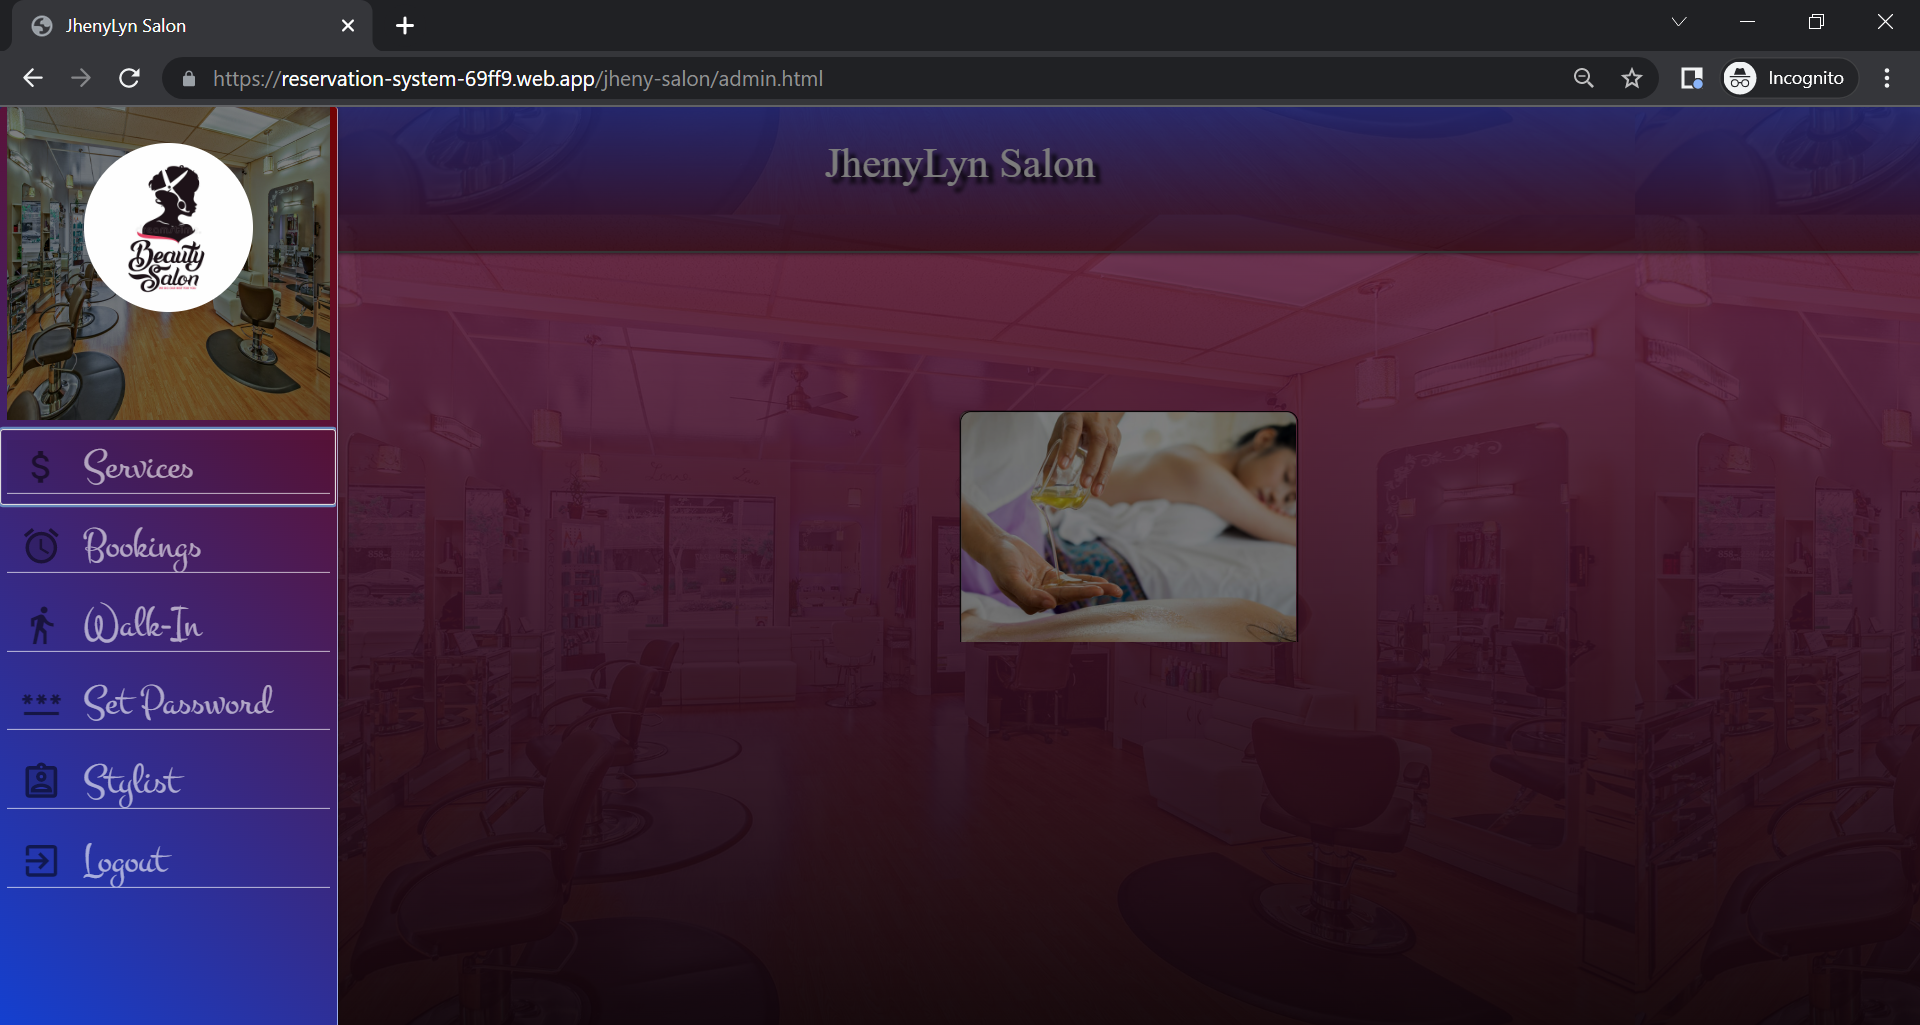 JhenyLyn Salon
https://reservation-system-69ff9.web.app/jheny-salon/admin.html
Incognito
Beauty
Salon
JhenyLyn Salon
Services
Bookings
Walk-In
Set Password
Stylist
Logout